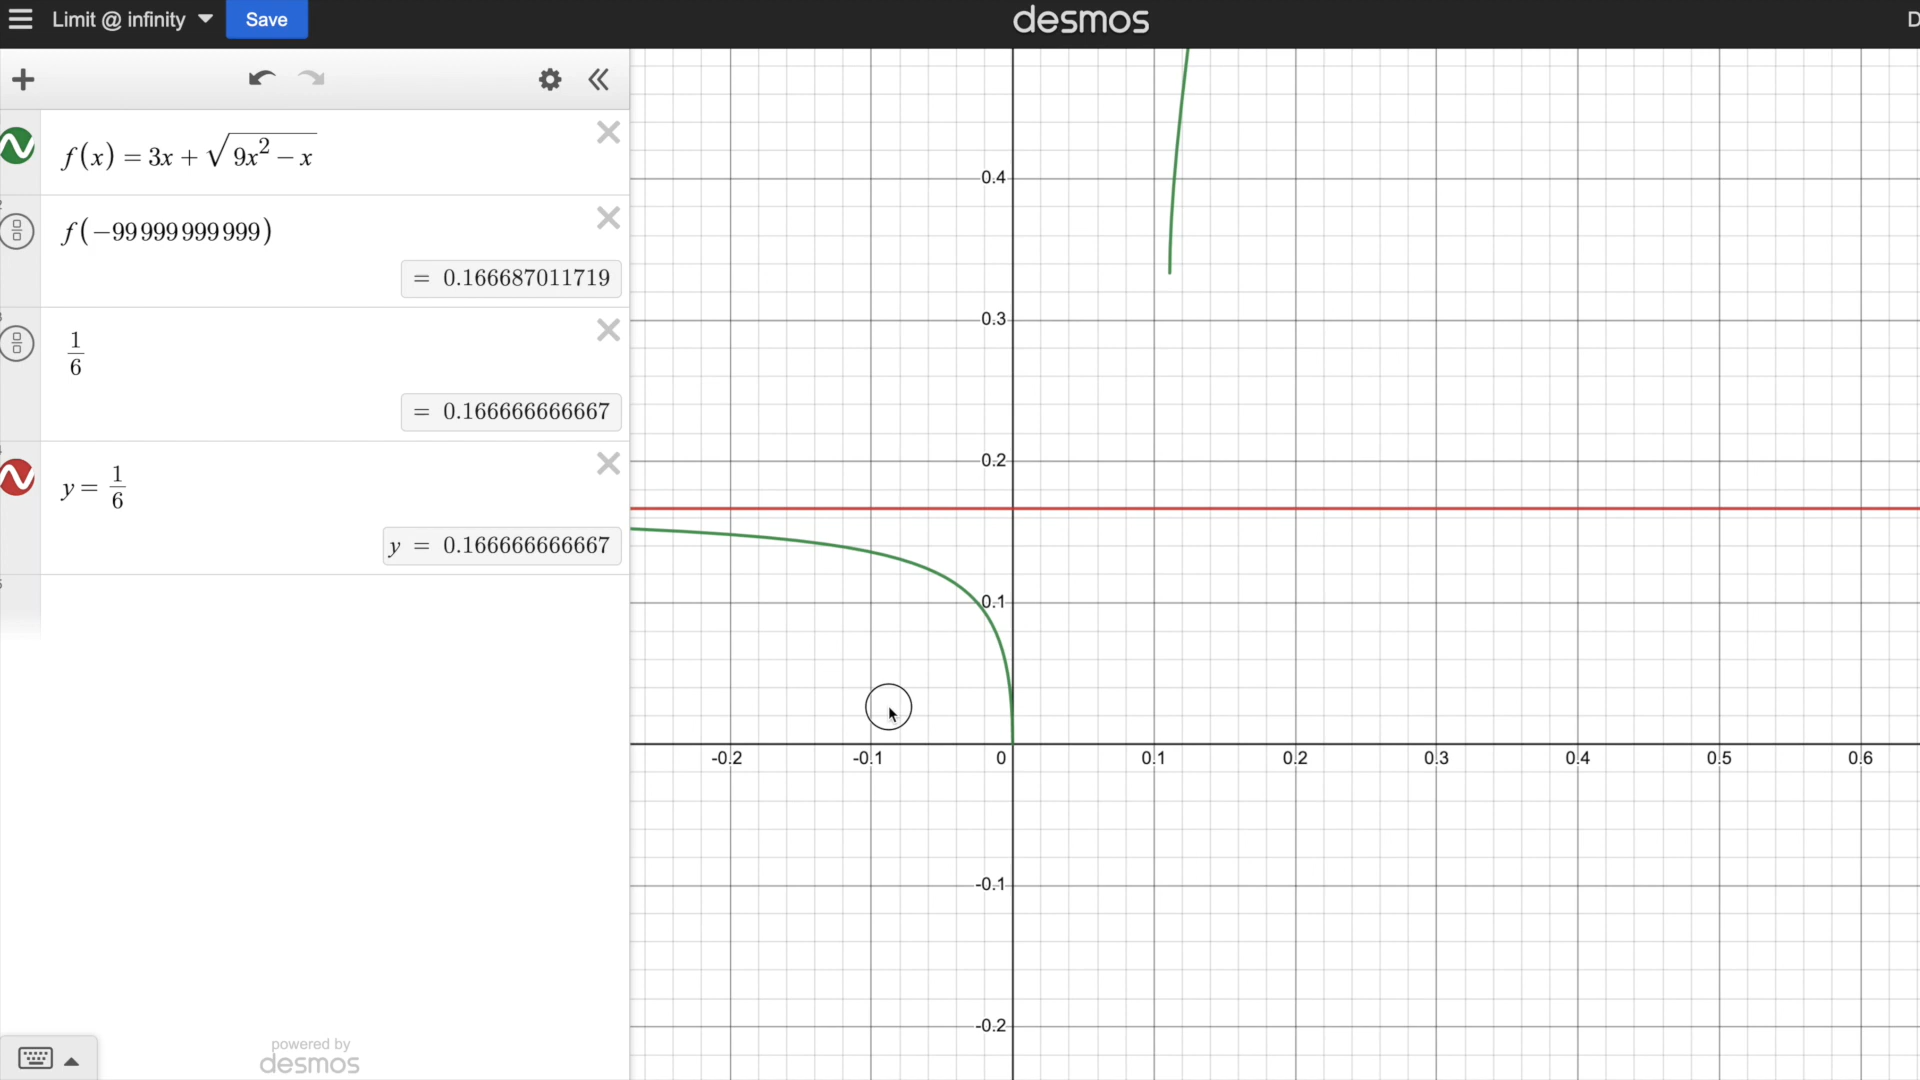 Limit @ infinity Save desmos D
f(x) = 3x + √(9x² − x)
2
f(−99 999 999 999)
= 0.166687011719
1/6
= 0.166666666667
y = 1/6
y = 0.166666666667
powered by
desmos
0.4
0.3
0.2
0.1
-0.2 -0.1 0 0.1 0.2 0.3 0.4 0.5 0.6
-0.1
-0.2